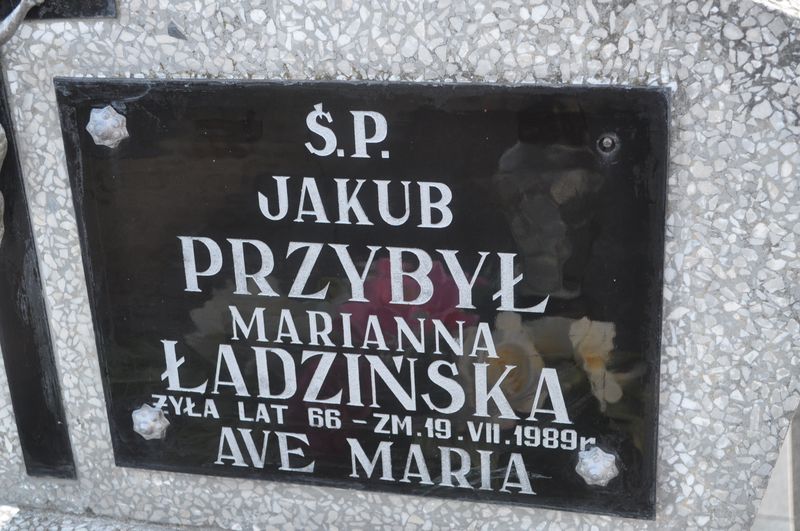 Ś.P.
JAKUB
PRZYBYŁ
MARIANNA
ŁADZIŃSKA
ŻYŁA LAT 66 – ZM. 19. VII. 1989r
AVE MARIA